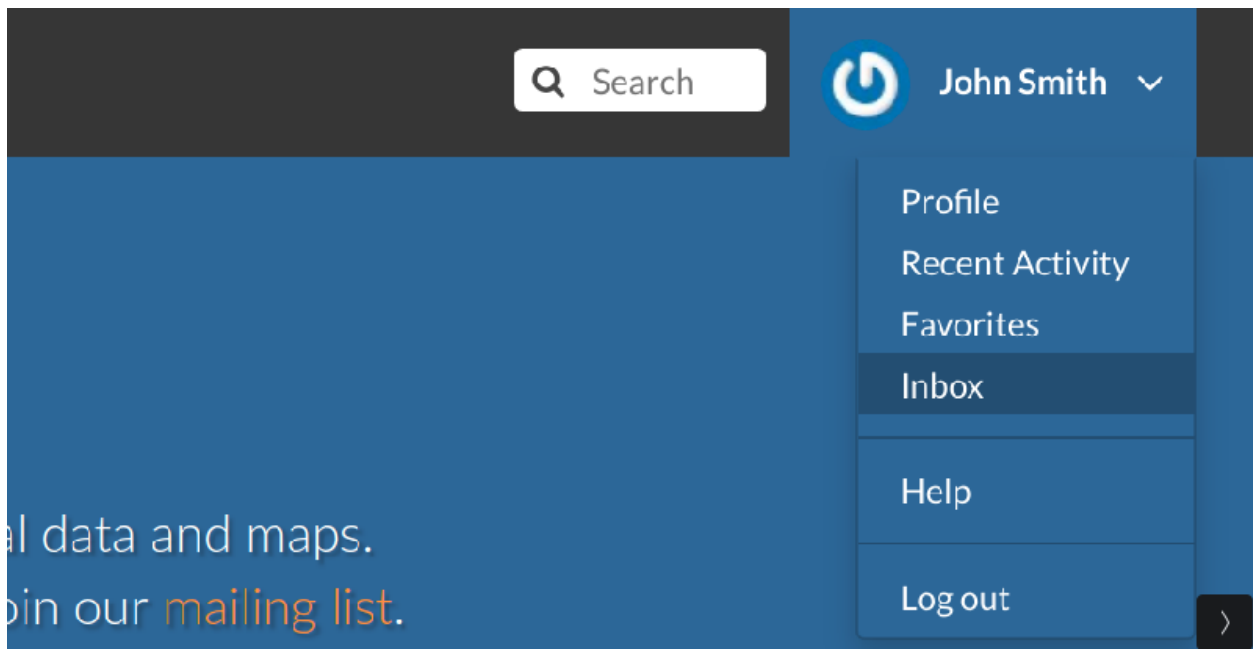 Search
John Smith
Profile
Recent Activity
Favorites
Inbox
Help
Log out
al data and maps.
oin our mailing list.